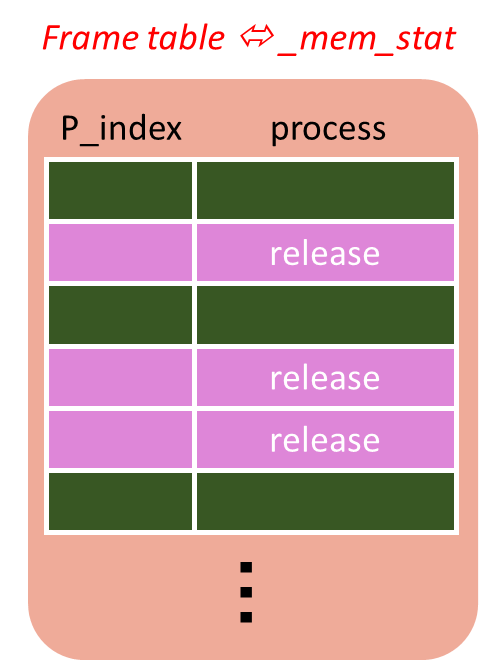 Frame table ⬄ _mem_stat
P_index process
release
release
release